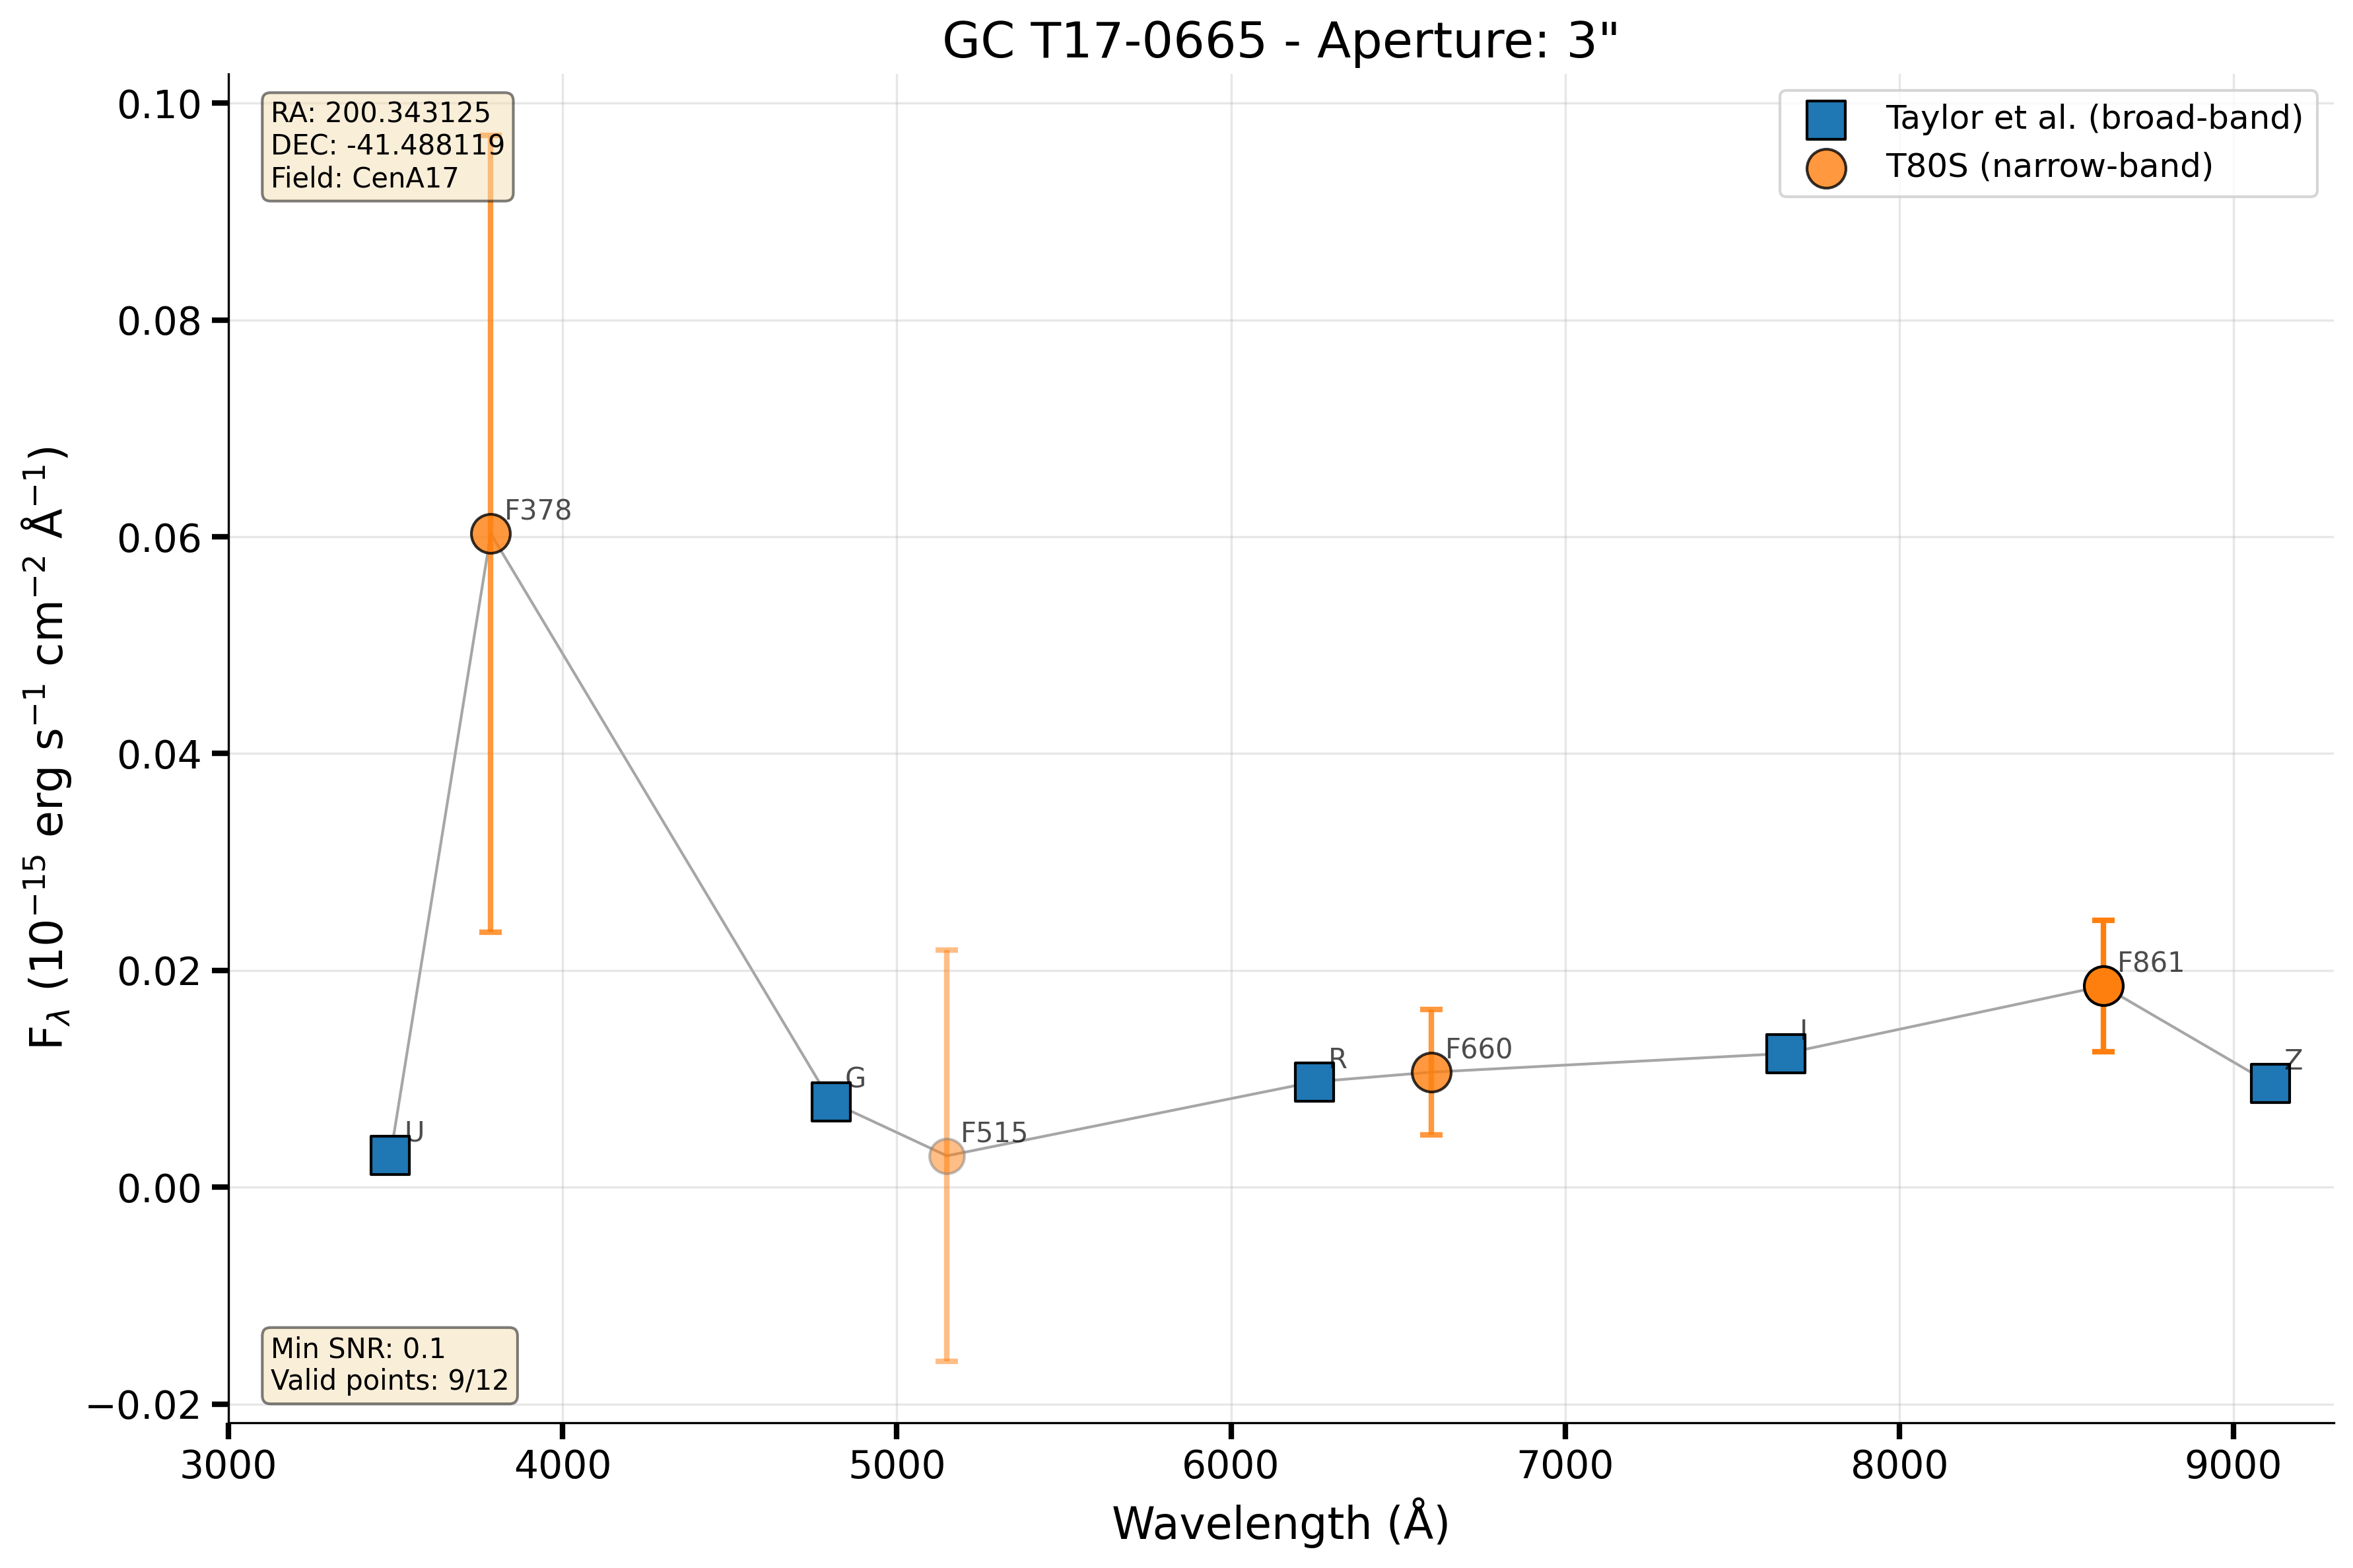 GC T17-0665 - Aperture: 3"
RA: 200.343125
DEC: -41.488119
Field: CenA17
Taylor et al. (broad-band)
T80S (narrow-band)
F$_{λ}$ (10$^{−15}$ erg s$^{−1}$ cm$^{−2}$ Å$^{−1}$)
0.10
0.08
0.06
0.04
0.02
0.00
−0.02
U
F378
G
F515
R
F660
I
F861
Z
Min SNR: 0.1
Valid points: 9/12
3000 4000 5000 6000 7000 8000 9000
Wavelength (Å)